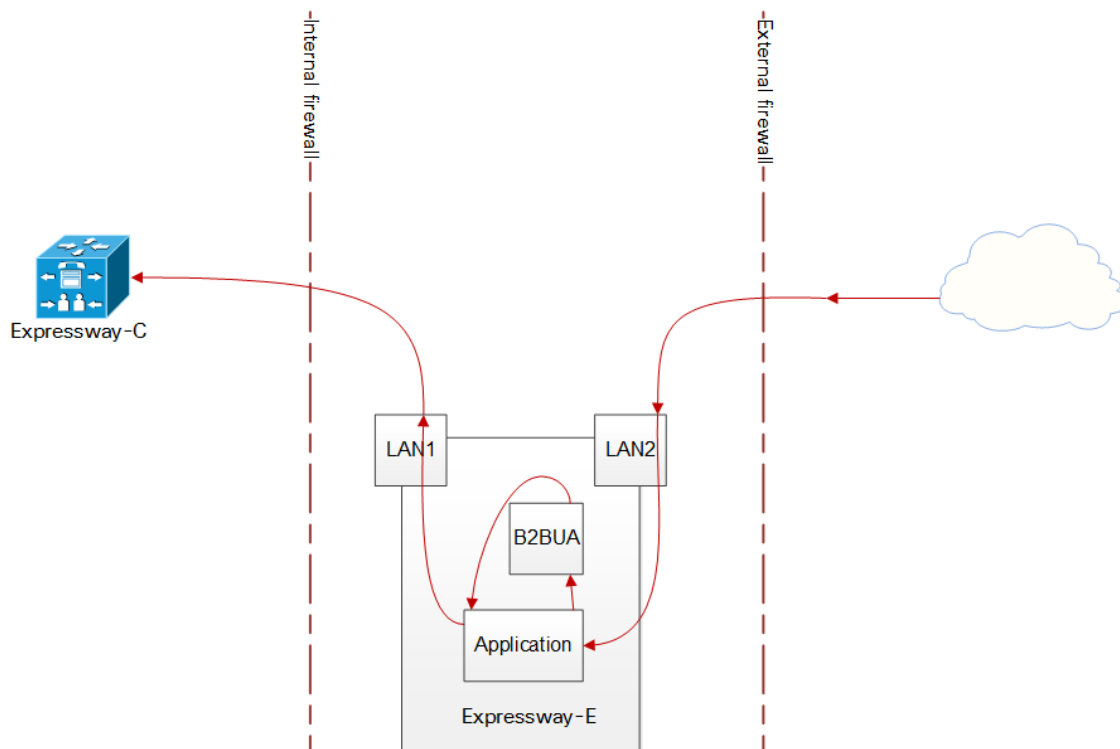 Internal firewall
External firewall
Expressway-C
LAN1
LAN2
B2BUA
Application
Expressway-E